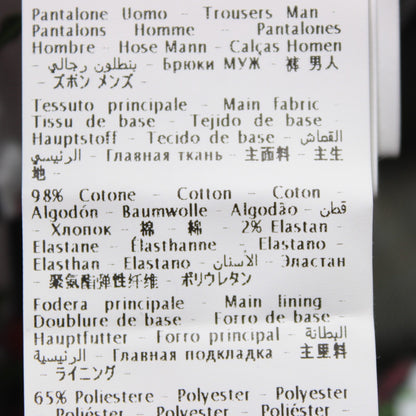 Pantalone Uomo - Trousers Man -
Pantalons Homme - Pantalones
Hombre - Hose Mann - Calças Homen
- بنطلون رجالي - Брюки МУЖ - 裤 男人
- ズボン メンズ -
Tessuto principale - Main fabric -
Tissu de base - Tejido de base -
Hauptstoff - Tecido de base - القماش
الرئيسي - Главная ткань - 主面料 - 主生
地 -
98% Cotone - Cotton - Coton -
Algodón - Baumwolle - Algodão - قطن
- Хлопок - 棉 - 綿 - 2% Elastan -
Elastane - Élasthanne - Elastano -
Elasthan - Elastano - الأستان - Эластан
- 聚氨酯弹性纤维 - ポリウレタン
Fodera principale - Main lining -
Doublure de base - Forro de base -
Hauptfutter - Forro principal - البطانة
الرئيسية - Главная подкладка - 主里料
- ライニング -
65% Poliestere - Polyester - Polyester
- Poliéster - Polyester - Poliéster